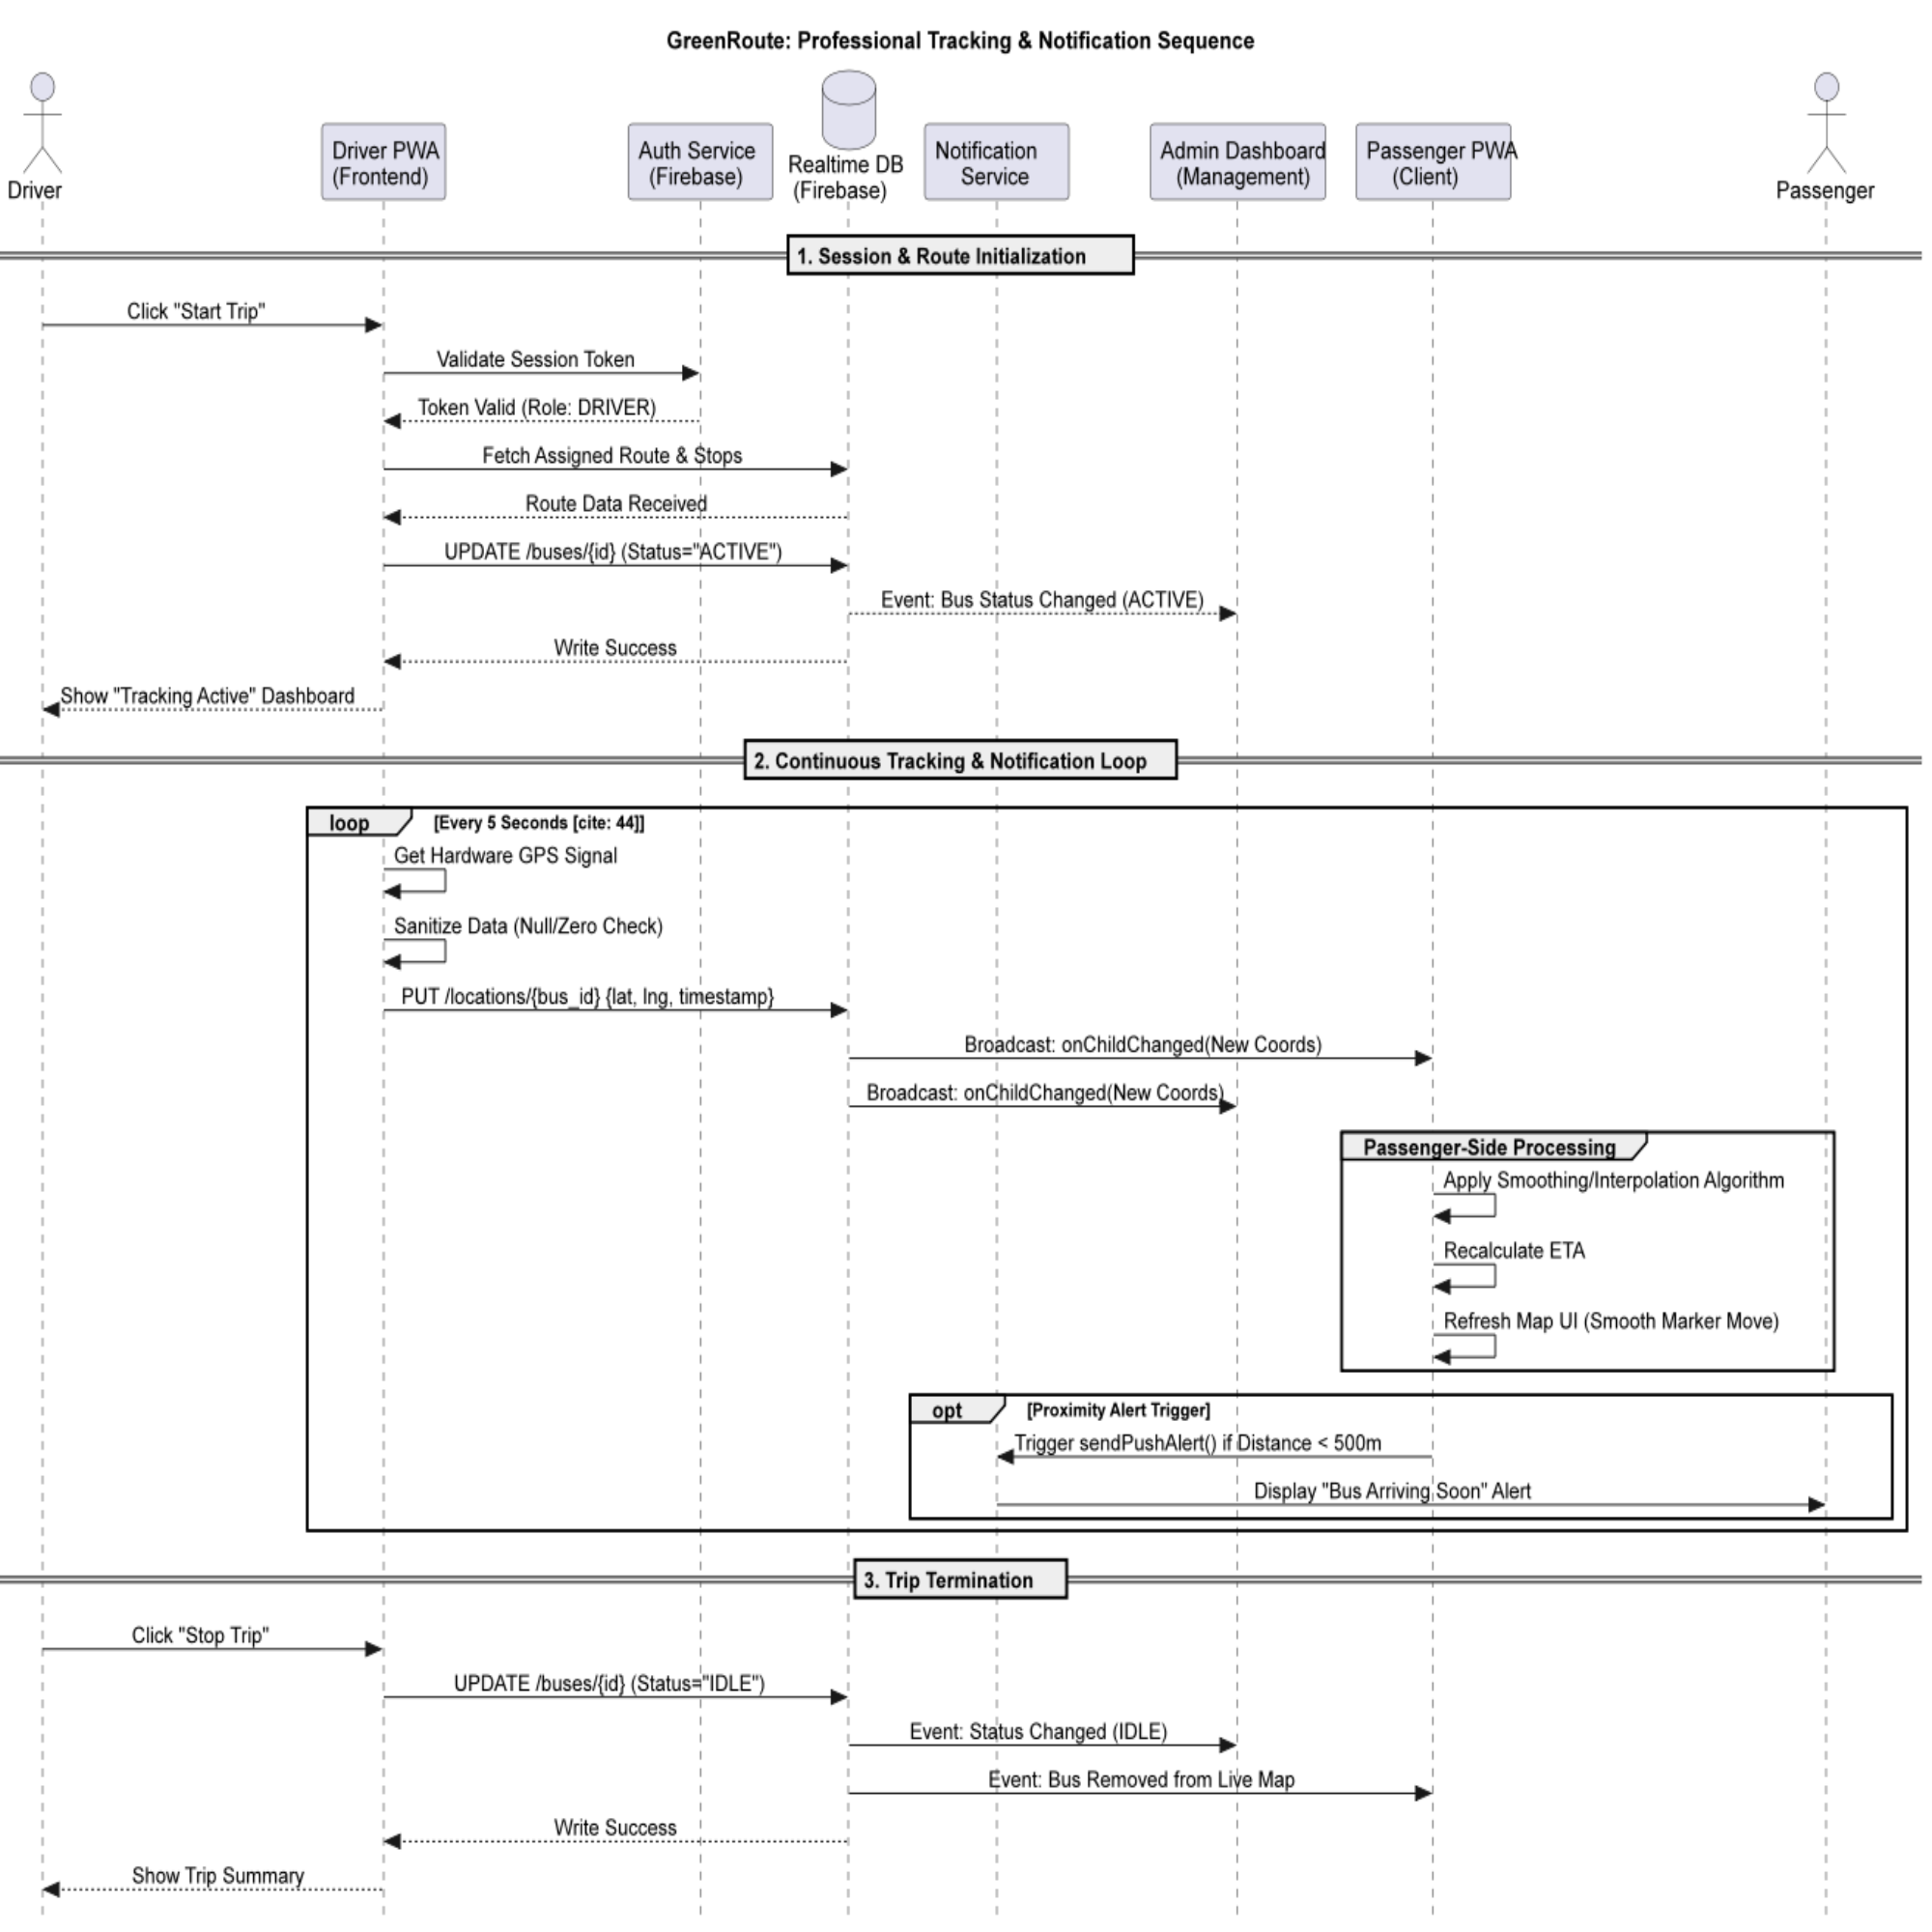 GreenRoute: Professional Tracking & Notification Sequence
Driver
Driver PWA
(Frontend)
Auth Service
(Firebase)
Realtime DB
(Firebase)
Notification
Service
Admin Dashboard
(Management)
Passenger PWA
(Client)
Passenger
1. Session & Route Initialization
Click "Start Trip"
Validate Session Token
Token Valid (Role: DRIVER)
Fetch Assigned Route & Stops
Route Data Received
UPDATE /buses/{id} (Status="ACTIVE")
Event: Bus Status Changed (ACTIVE)
Write Success
Show "Tracking Active" Dashboard
2. Continuous Tracking & Notification Loop
loop
[Every 5 Seconds [cite: 44]]
Get Hardware GPS Signal
Sanitize Data (Null/Zero Check)
PUT /locations/{bus_id} {lat, lng, timestamp}
Broadcast: onChildChanged(New Coords)
Broadcast: onChildChanged(New Coords)
Passenger-Side Processing
Apply Smoothing/Interpolation Algorithm
Recalculate ETA
Refresh Map UI (Smooth Marker Move)
opt
[Proximity Alert Trigger]
Trigger sendPushAlert() if Distance < 500m
Display "Bus Arriving Soon" Alert
3. Trip Termination
Click "Stop Trip"
UPDATE /buses/{id} (Status="IDLE")
Event: Status Changed (IDLE)
Event: Bus Removed from Live Map
Write Success
Show Trip Summary